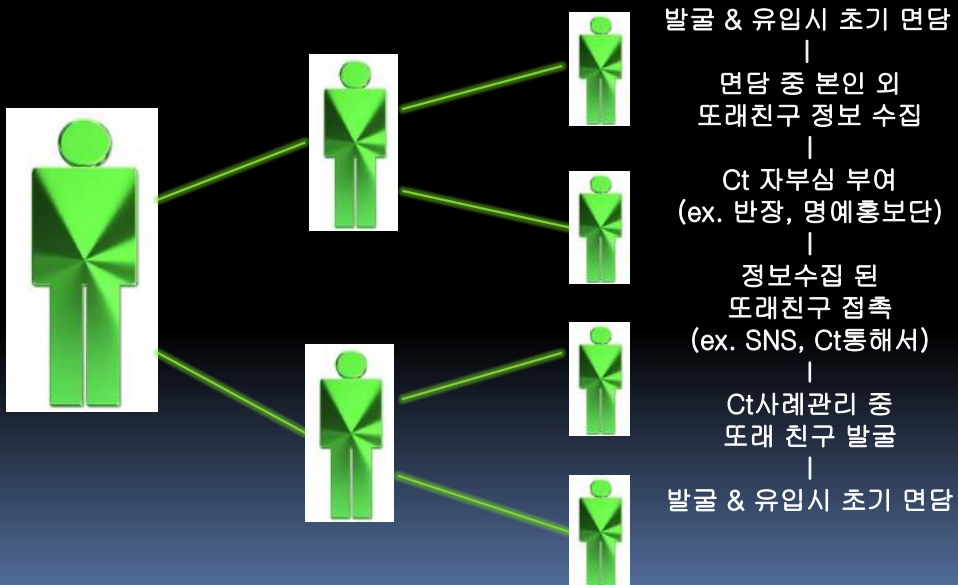 발굴 & 유입시 초기 면담
|
면담 중 본인 외
또래친구 정보 수집
|
Ct 자부심 부여
(ex. 반장, 명예홍보단)
|
정보수집 된
또래친구 접촉
(ex. SNS, Ct통해서)
|
Ct사례관리 중
또래 친구 발굴
|
발굴 & 유입시 초기 면담